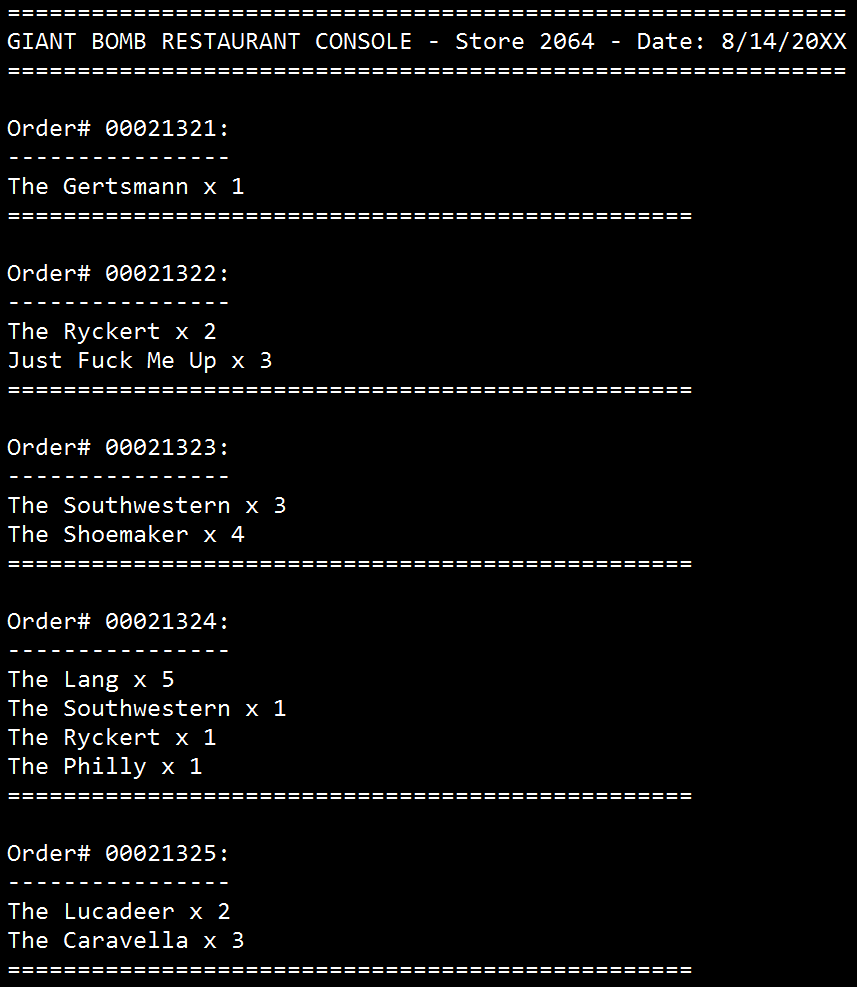 ============================================================
GIANT BOMB RESTAURANT CONSOLE - Store 2064 - Date: 8/14/20XX
============================================================
Order# 00021321:
----------------
The Gertsmann x 1
=================================================
Order# 00021322:
----------------
The Ryckert x 2
Just Fuck Me Up x 3
=================================================
Order# 00021323:
----------------
The Southwestern x 3
The Shoemaker x 4
=================================================
Order# 00021324:
----------------
The Lang x 5
The Southwestern x 1
The Ryckert x 1
The Philly x 1
=================================================
Order# 00021325:
----------------
The Lucadeer x 2
The Caravella x 3
=================================================